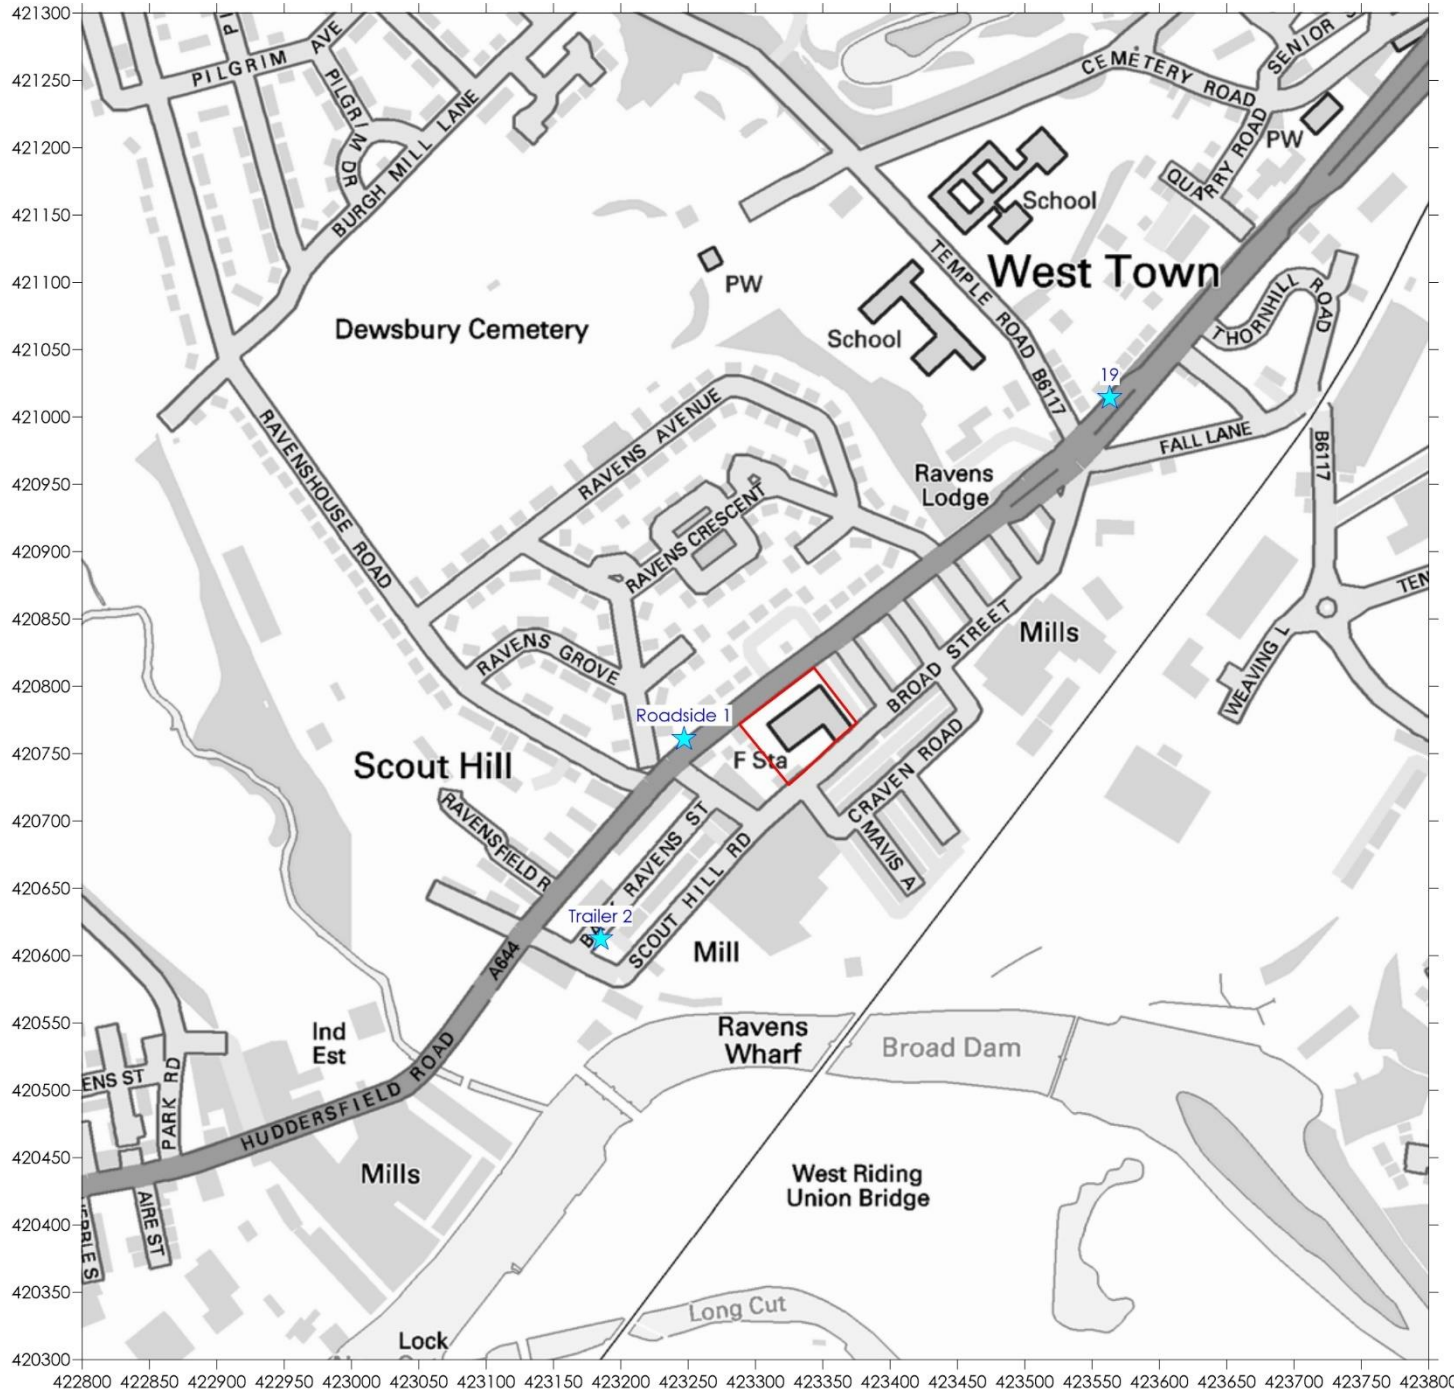 421300
421250
421200
421150
421100
421050
421000
420950
420900
420850
420800
420750
420700
420650
420600
420550
420500
420450
420400
420350
420300
PILGRIM AVE
PILGRIM DR
BURGH MILL LANE
CEMETERY ROAD
SENIOR S
PW
QUARRY ROAD
School
West Town
TEMPLE ROAD B6117
PW
THORNHILL ROAD
Dewsbury Cemetery
School
19
RAVENSHOUSE ROAD
RAVENS AVENUE
FALL LANE
B6117
Ravens
Lodge
RAVENS CRESCENT
TEN
RAVENS GROVE
BROAD STREET
Mills
WEAVING L
Roadside 1
Scout Hill
F Sta
CRAVEN ROAD
MAVIS A
RAVENSFIELD R
RAVENS ST
SCOUT HILL RD
Trailer 2
A644
Mill
Ind
Est
Ravens
Wharf
Broad Dam
ENS ST
PARK RD
HUDDERSFIELD ROAD
Mills
West Riding
Union Bridge
AIRE ST
Long Cut
Lock
422800 422850 422900 422950 423000 423050 423100 423150 423200 423250 423300 423350 423400 423450 423500 423550 423600 423650 423700 423750 423800